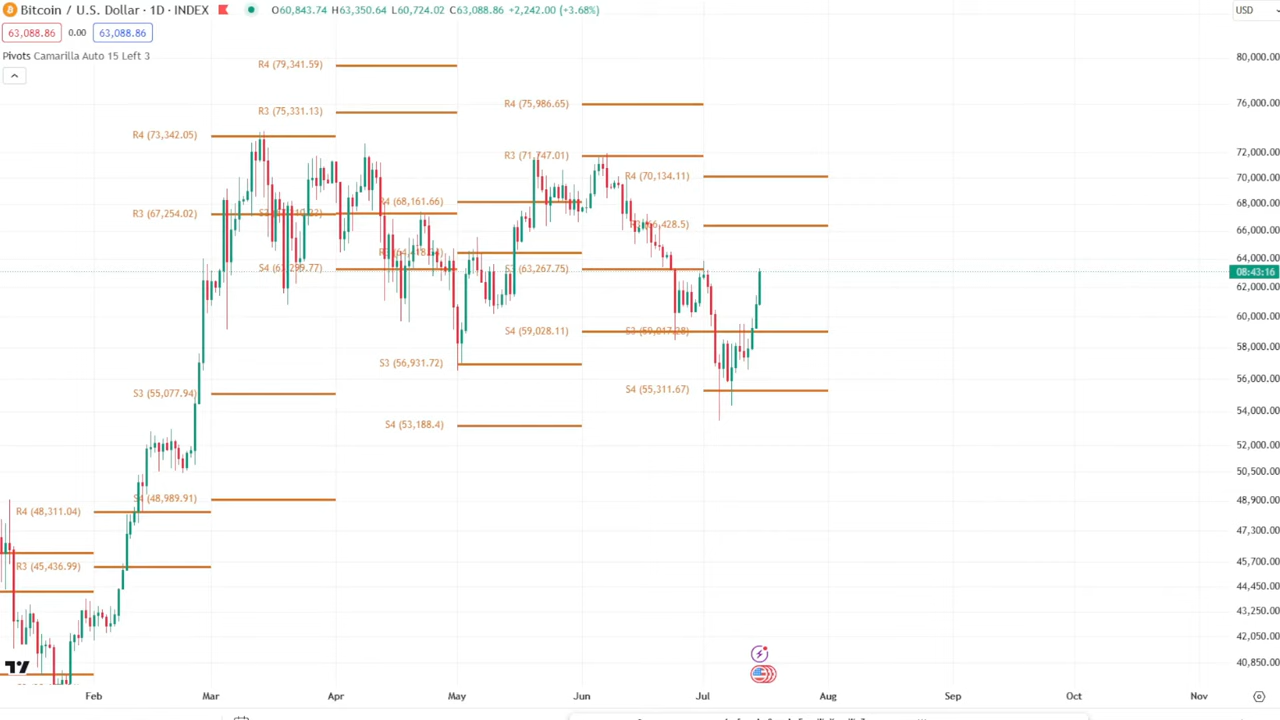 Bitcoin / U.S. Dollar · 1D · INDEX O60,843.74 H63,350.64 L60,724.02 C63,088.86 +2,242.00 (+3.68%) USD
63,088.86 0.00 63,088.86
Pivots Camarilla Auto 15 Left 3
80,000.00
R4 (79,341.59)
76,000.00
R4 (75,986.65)
R3 (75,331.13)
R4 (73,342.05)
72,000.00
R3 (71,747.01)
R4 (70,134.11)
70,000.00
R4 (68,161.66)
68,000.00
R3 (67,254.02)
66,000.00
64,000.00
S4 (59,028.11)
S3 (63,267.75)
08:43:16
62,000.00
60,000.00
S3 (59,017.28)
58,000.00
S3 (56,931.72)
56,000.00
S4 (55,311.67)
S3 (55,077.94)
54,000.00
S4 (53,188.4)
52,000.00
50,500.00
S4 (48,989.91)
48,900.00
R4 (48,311.04)
47,300.00
45,700.00
R3 (45,436.99)
44,450.00
43,250.00
42,050.00
40,850.00
Feb Mar Apr May Jun Jul Aug Sep Oct Nov